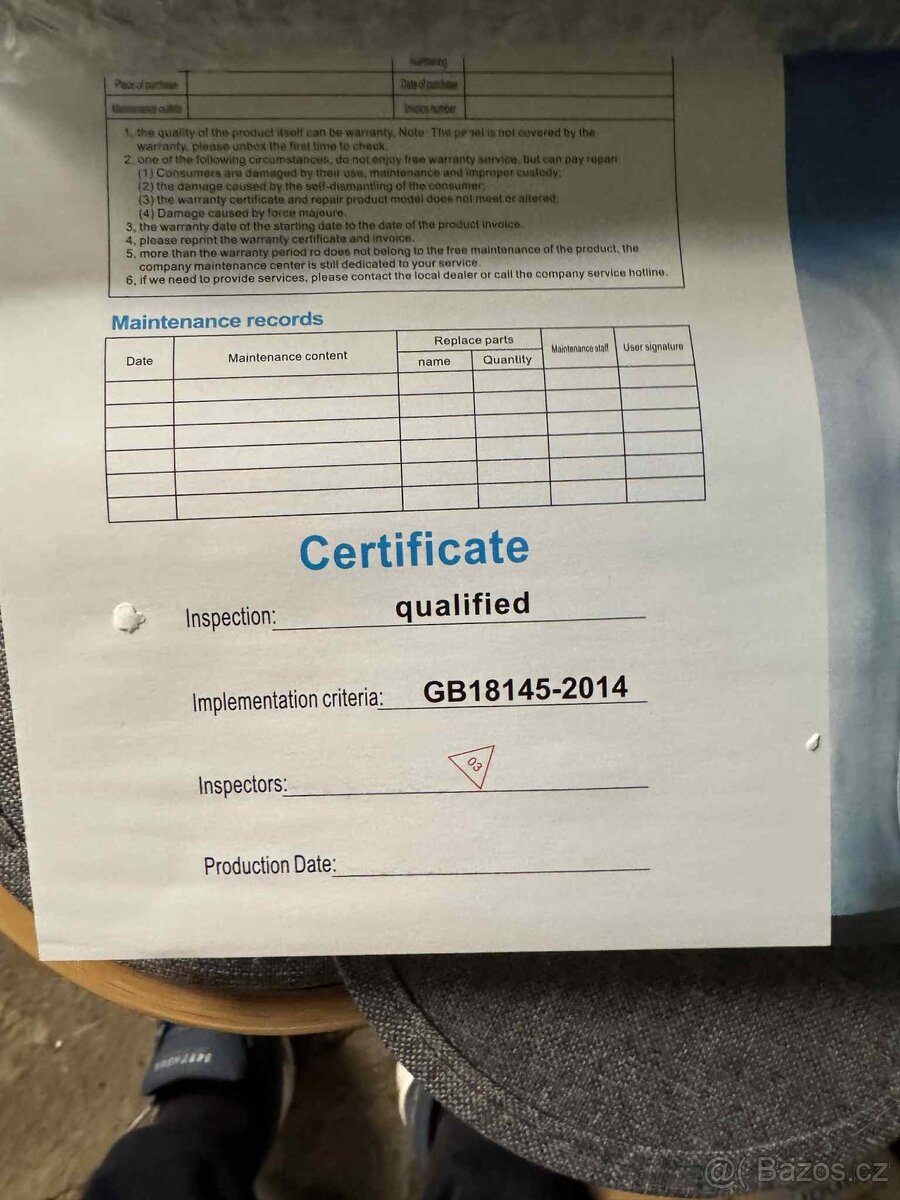 Numbering
Place of purchase
Date of purchase
Maintenance outlets
Invoice number
1, the quality of the product itself can be warranty, Note: The panel is not covered by the
warranty, please unbox the first time to check.
2. one of the following circumstances, do not enjoy free warranty service, but can pay repair:
(1) Consumers are damaged by their use, maintenance and improper custody;
(2) the damage caused by the self-dismantling of the consumer;
(3) the warranty certificate and repair product model does not meet or altered;
(4) Damage caused by force majeure.
3, the warranty date of the starting date to the date of the product invoice.
4, please reprint the warranty certificate and invoice.
5, more than the warranty period ro does not belong to the free maintenance of the product, the
company maintenance center is still dedicated to your service.
6, if we need to provide services, please contact the local dealer or call the company service hotline.
Maintenance records
Date
Maintenance content
Replace parts
name
Quantity
Maintenance staff
User signature
Certificate
Inspection: qualified
Implementation criteria: GB18145-2014
Inspectors: 03
Production Date:
@( Bazos.cz